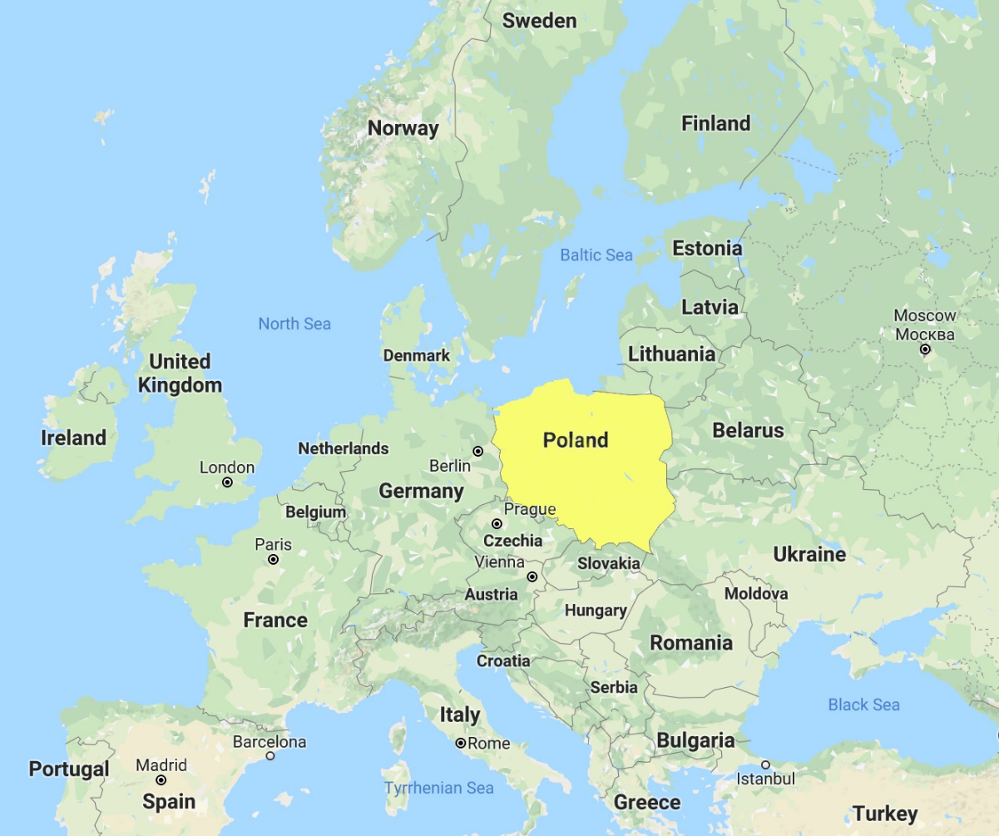 Sweden
Norway
Finland
Baltic Sea
Estonia
Latvia
Moscow
Москва
North Sea
Denmark
Lithuania
United
Kingdom
Ireland
Netherlands
Poland
Belarus
London
Berlin
Germany
Belgium
Prague
Czechia
Paris
Vienna
Slovakia
Ukraine
Austria
Moldova
France
Hungary
Romania
Croatia
Serbia
Black Sea
Italy
Barcelona
Rome
Bulgaria
Portugal
Madrid
Istanbul
Tyrrhenian Sea
Spain
Greece
Turkey